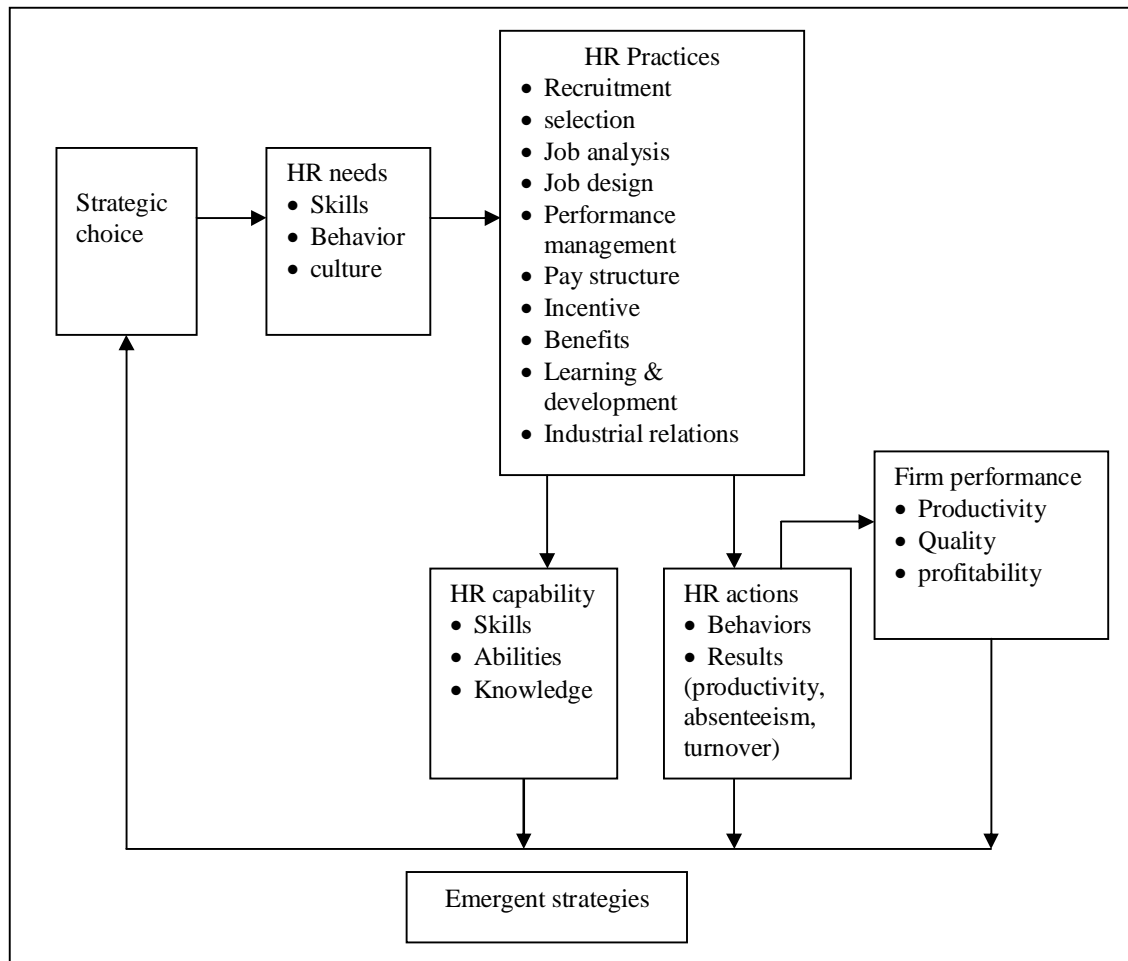 HR Practices
• Recruitment
• selection
• Job analysis
• Job design
• Performance
management
• Pay structure
• Incentive
• Benefits
• Learning &
development
• Industrial relations
Strategic
choice
HR needs
• Skills
• Behavior
• culture
Firm performance
• Productivity
• Quality
• profitability
HR capability
• Skills
• Abilities
• Knowledge
HR actions
• Behaviors
• Results
(productivity,
absenteeism,
turnover)
Emergent strategies